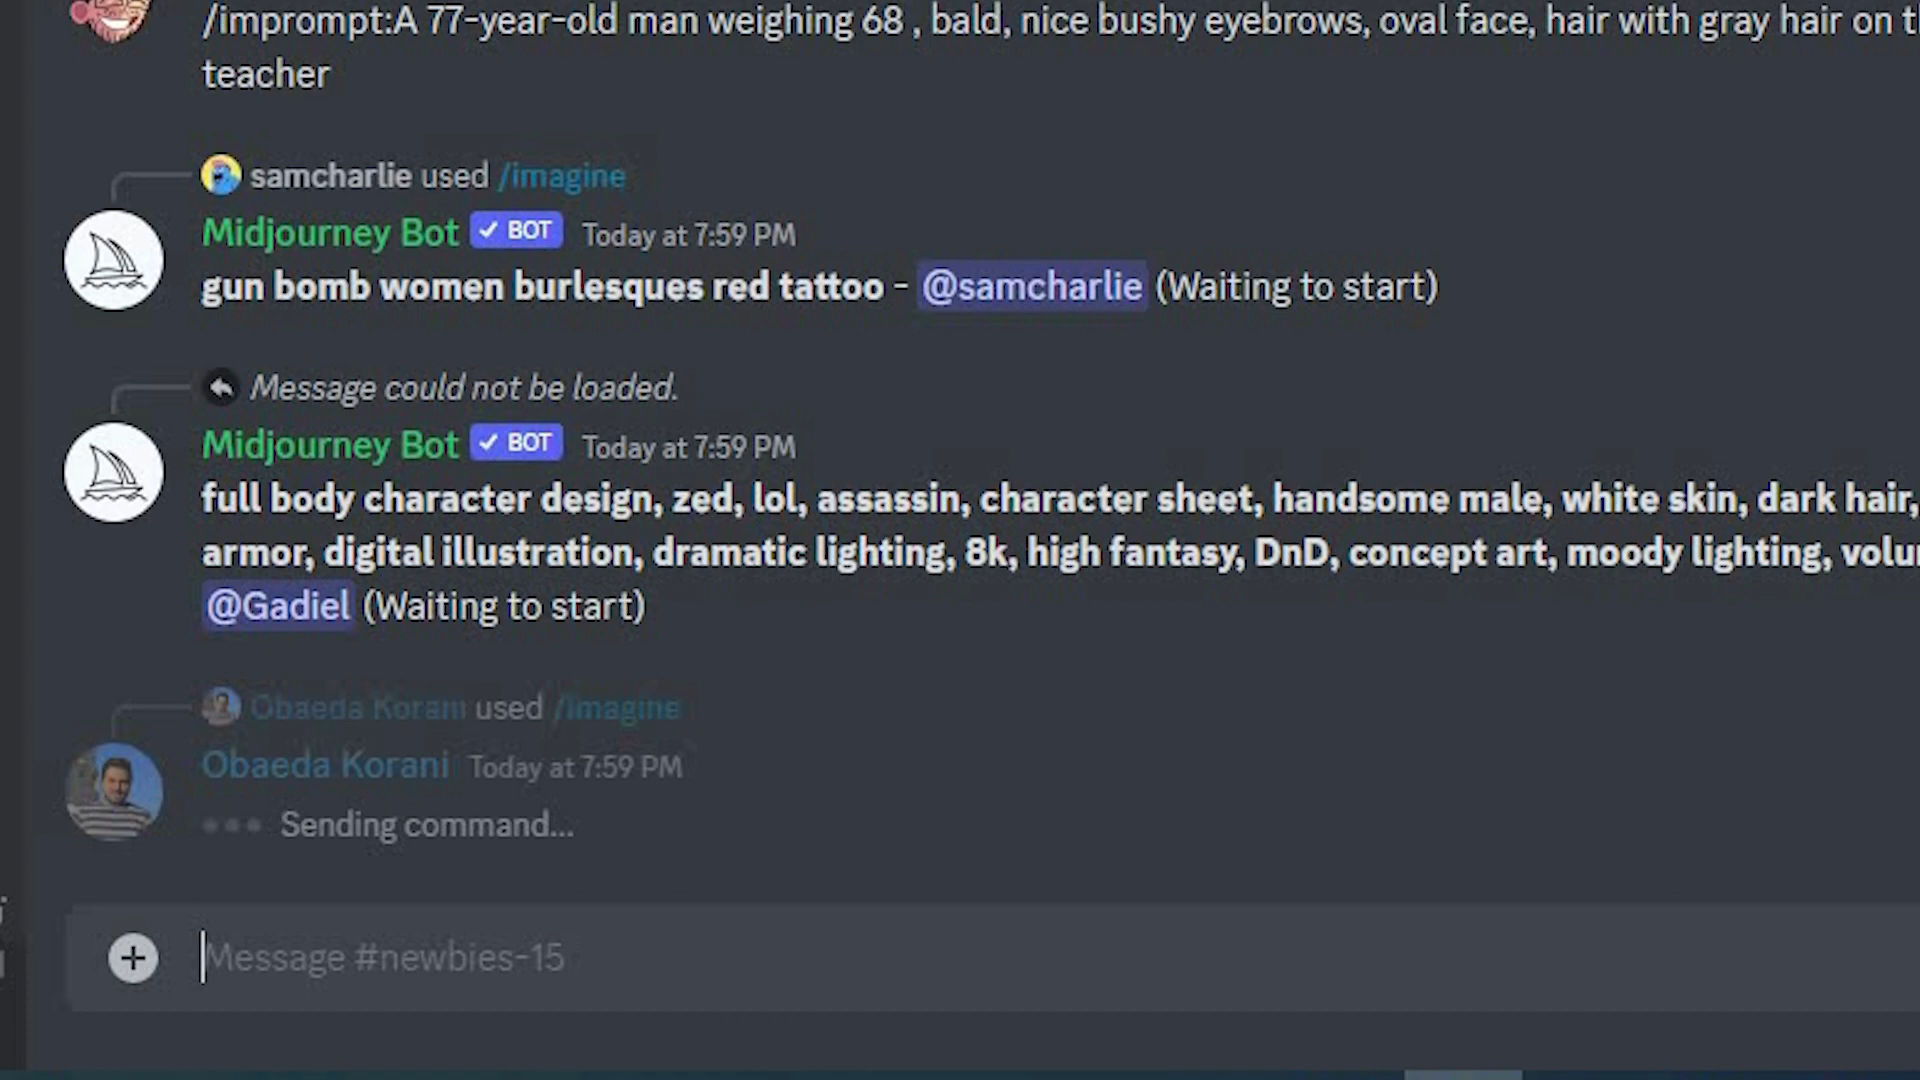 /imprompt:A 77-year-old man weighing 68 , bald, nice bushy eyebrows, oval face, hair with gray hair on
teacher
samcharlie used /imagine
Midjourney Bot ✓ BOT Today at 7:59 PM
gun bomb women burlesques red tattoo - @samcharlie (Waiting to start)
Message could not be loaded.
Midjourney Bot ✓ BOT Today at 7:59 PM
full body character design, zed, lol, assassin, character sheet, handsome male, white skin, dark hair,
armor, digital illustration, dramatic lighting, 8k, high fantasy, DnD, concept art, moody lighting,
@Gadiel (Waiting to start)
Obaeda Korani used /imagine
Obaeda Korani Today at 7:59 PM
Sending command...
Message #newbies-15